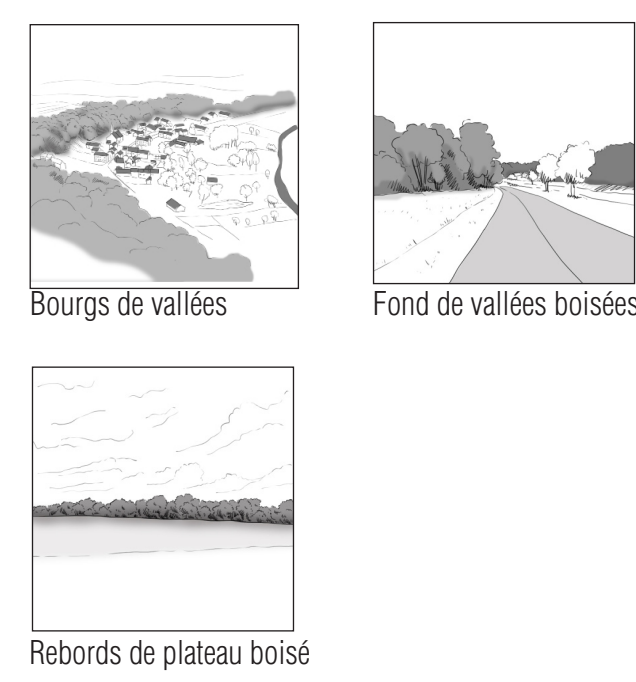 Bourgs de vallées
Fond de vallées boisées
Rebords de plateau boisé